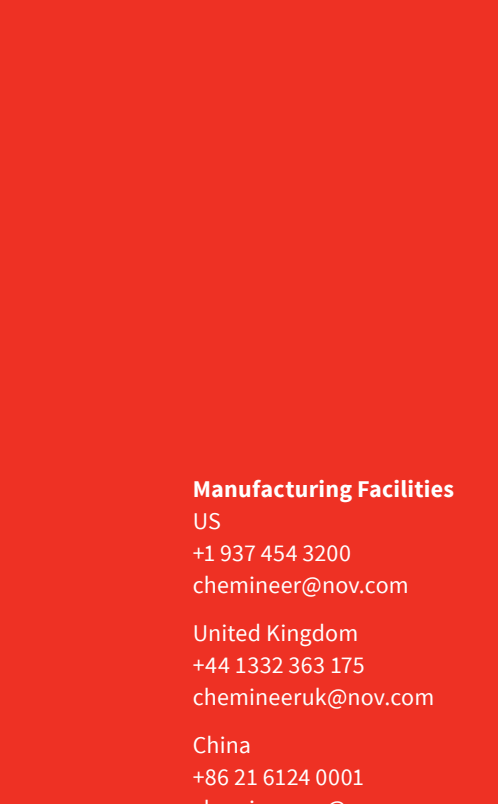 Manufacturing Facilities
US
+1 937 454 3200
chemineer@nov.com
United Kingdom
+44 1332 363 175
chemineeruk@nov.com
China
+86 21 6124 0001